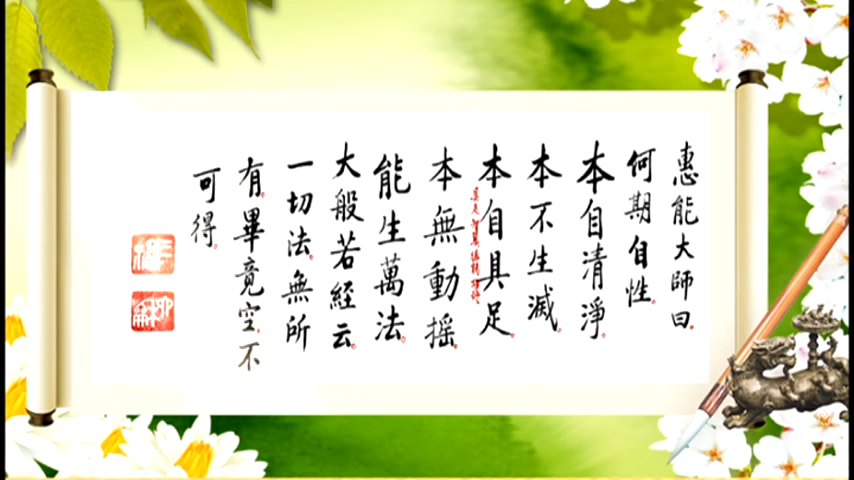 惠能大師曰
何期自性
本自清淨
本不生滅
本自具足
本無動搖
能生萬法
大般若經云
一切法無所
有畢竟空不
可得